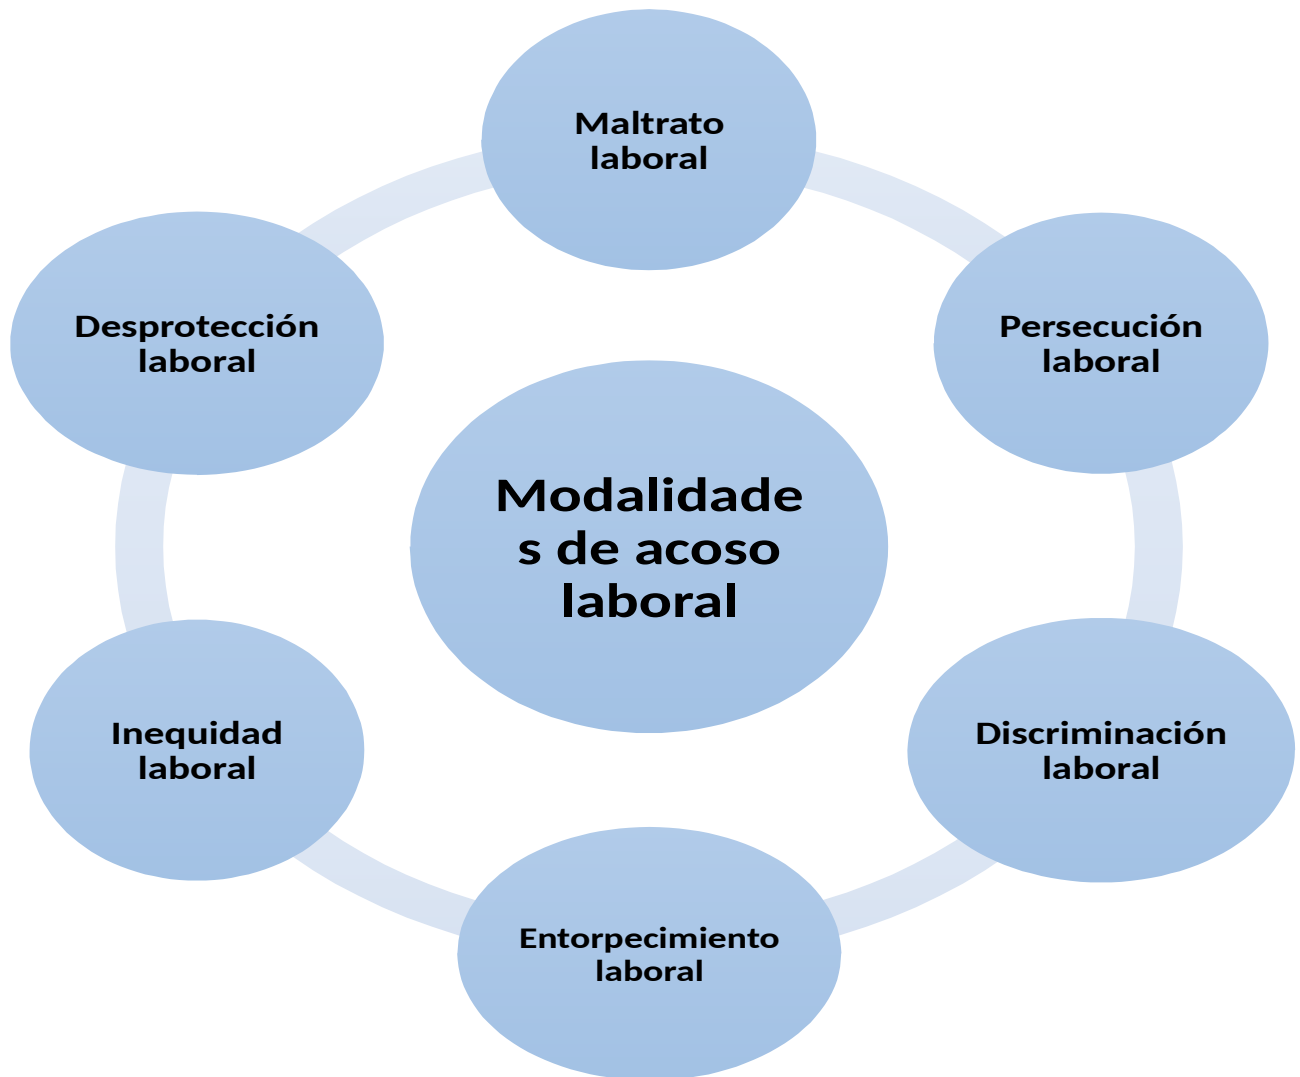 Maltrato
laboral
Persecución
laboral
Discriminación
laboral
Entorpecimiento
laboral
Inequidad
laboral
Desprotección
laboral
Modalidade
s de acoso
laboral